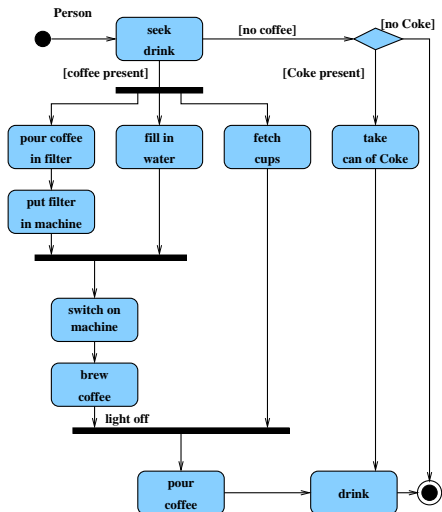 Person
seek
drink
[no coffee]
[no Coke]
[coffee present]
[Coke present]
pour coffee
in filter
fill in
water
fetch
cups
take
can of Coke
put filter
in machine
switch on
machine
brew
coffee
light off
pour
coffee
drink